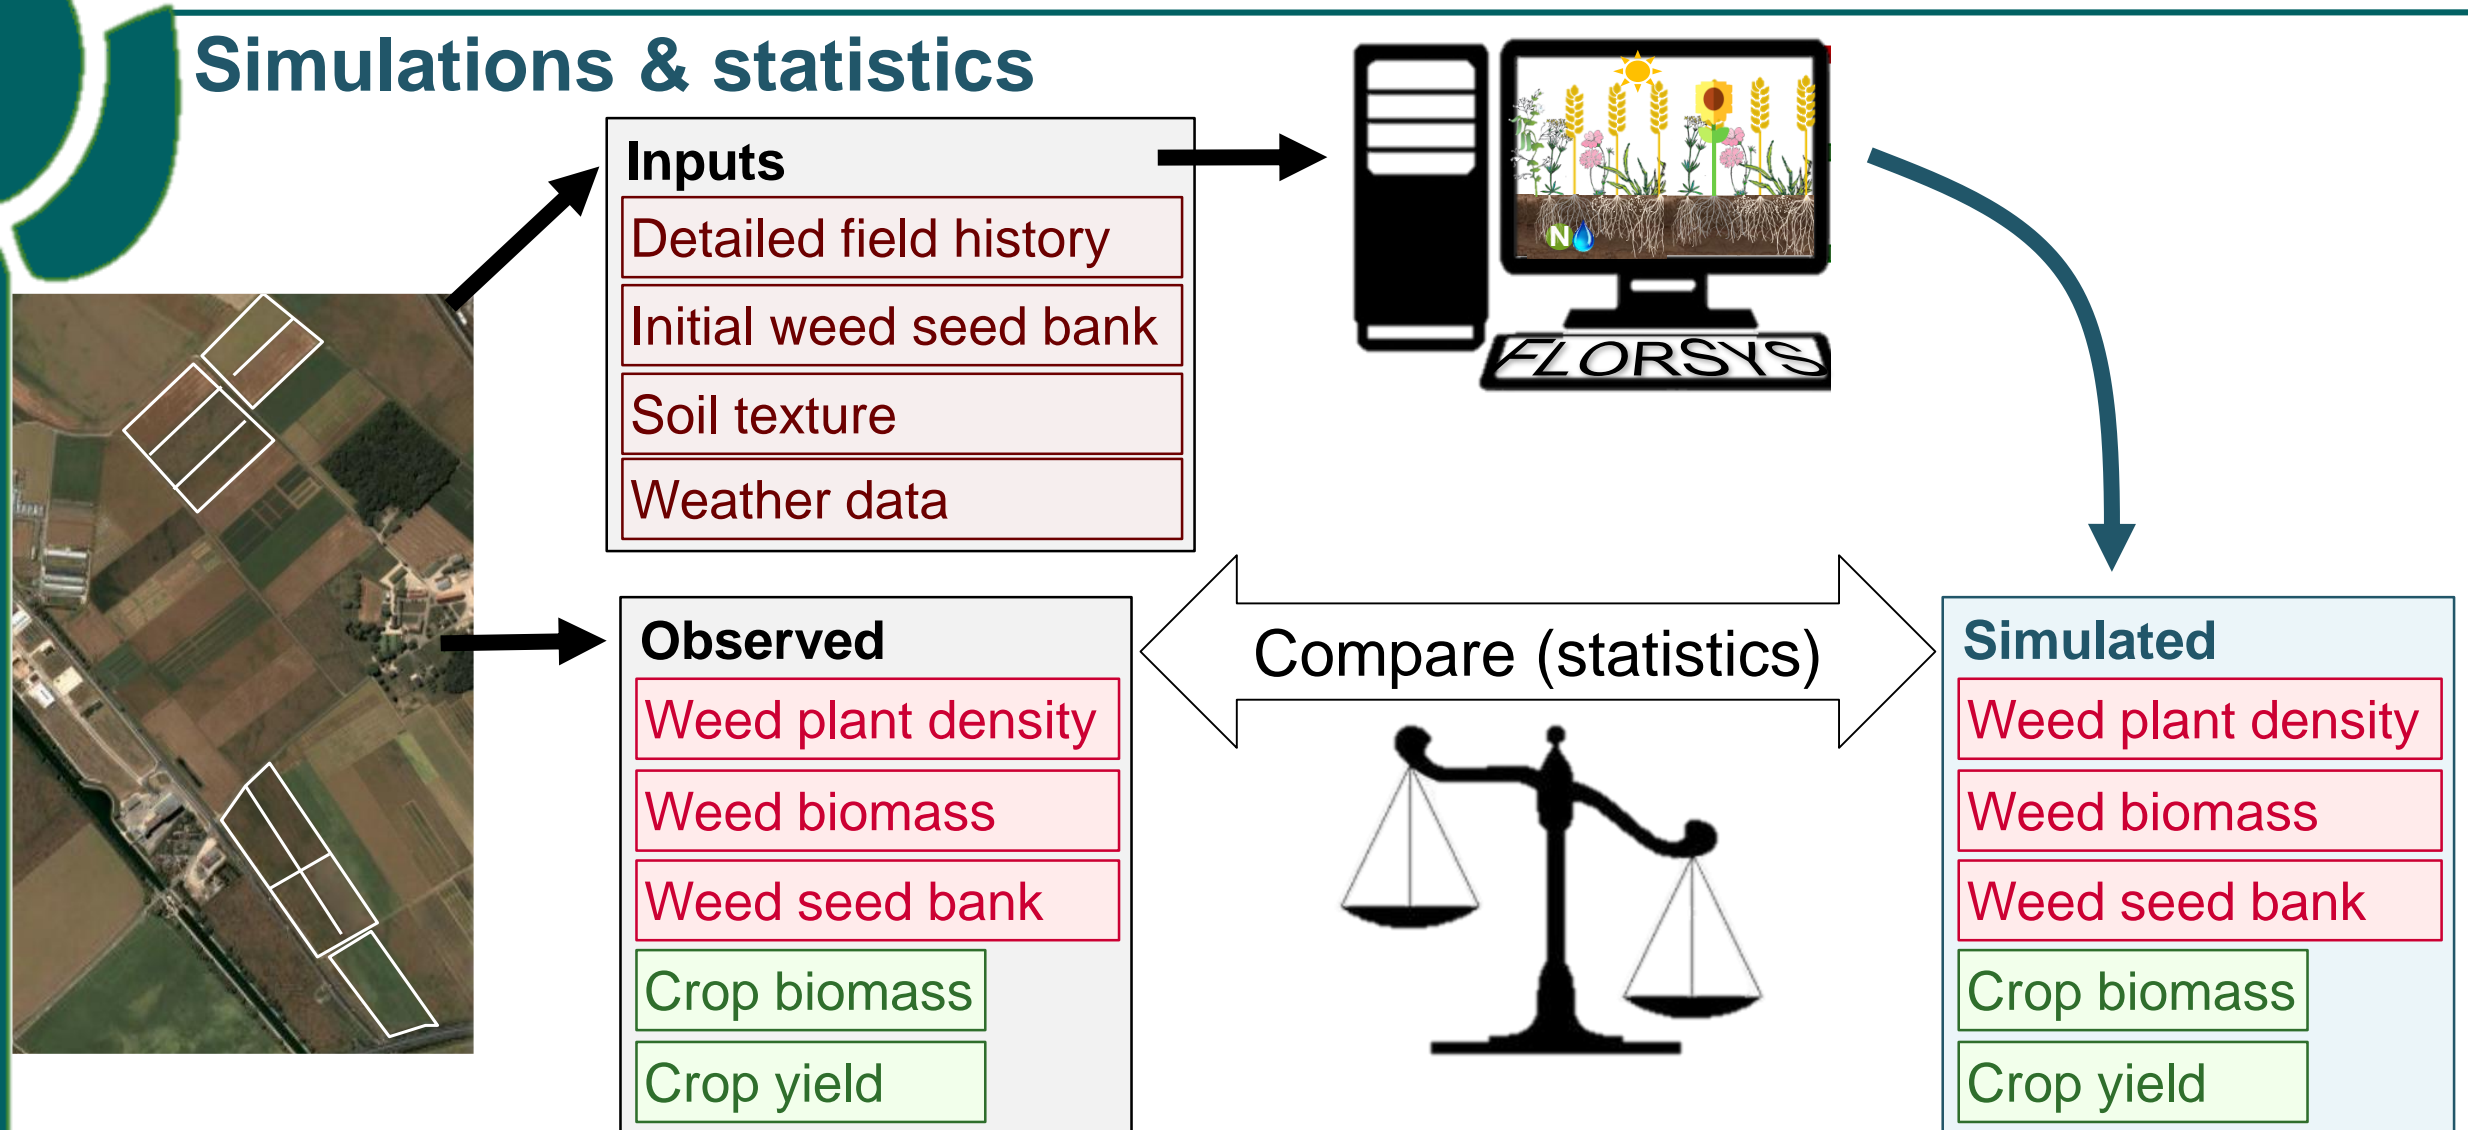 Simulations & statistics
Inputs
Detailed field history
Initial weed seed bank
Soil texture
Weather data
N
FLORSYS
Observed
Weed plant density
Weed biomass
Weed seed bank
Crop biomass
Crop yield
Compare (statistics)
Simulated
Weed plant density
Weed biomass
Weed seed bank
Crop biomass
Crop yield